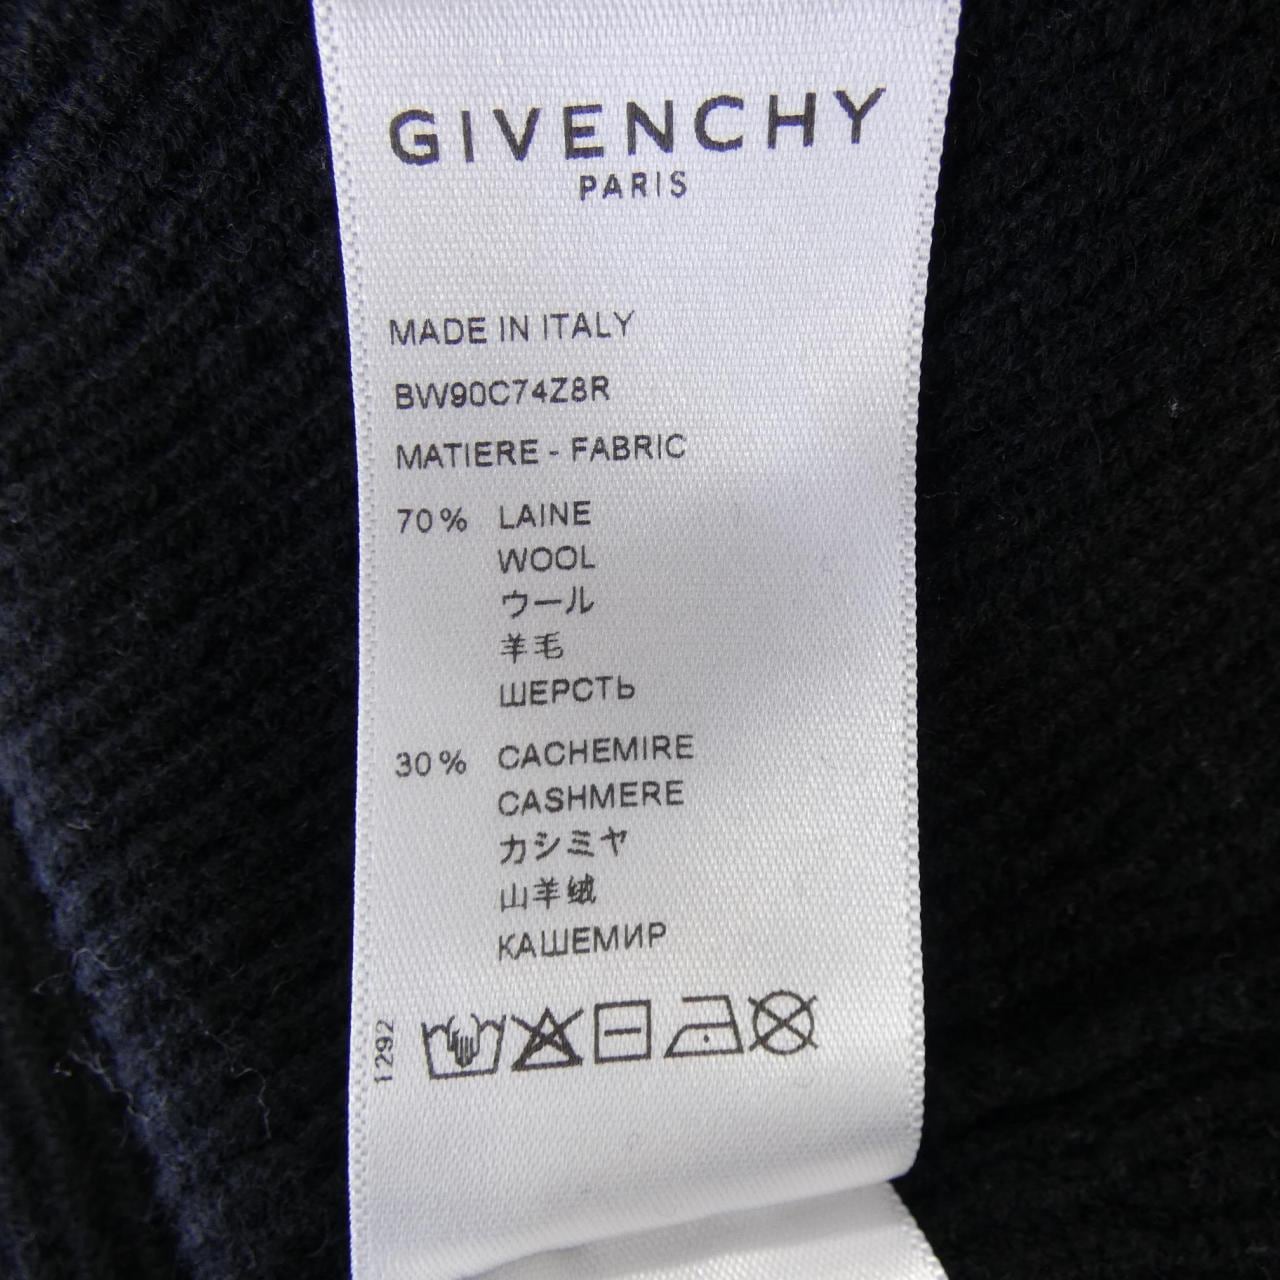 GIVENCHY
PARIS
MADE IN ITALY
BW90C74Z8R
MATIERE - FABRIC
70% LAINE
WOOL
ウール
羊毛
ШЕРСТЬ
30% CACHEMIRE
CASHMERE
カシミヤ
山羊绒
КАШЕМИР
1292